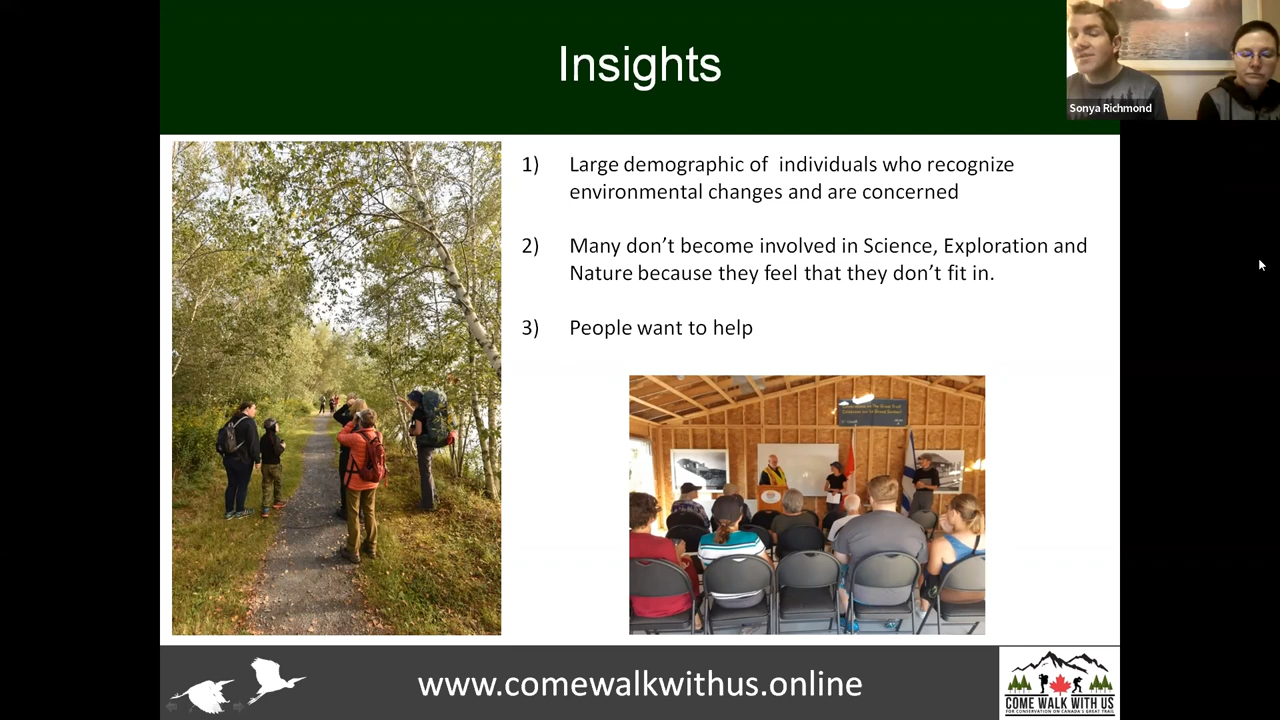 Insights
Sonya Richmond
1) Large demographic of individuals who recognize
environmental changes and are concerned
2) Many don’t become involved in Science, Exploration and
Nature because they feel that they don’t fit in.
3) People want to help
www.comewalkwithus.online
COME WALK WITH US
FOR CONSERVATION ON CANADA'S GREAT TRAIL